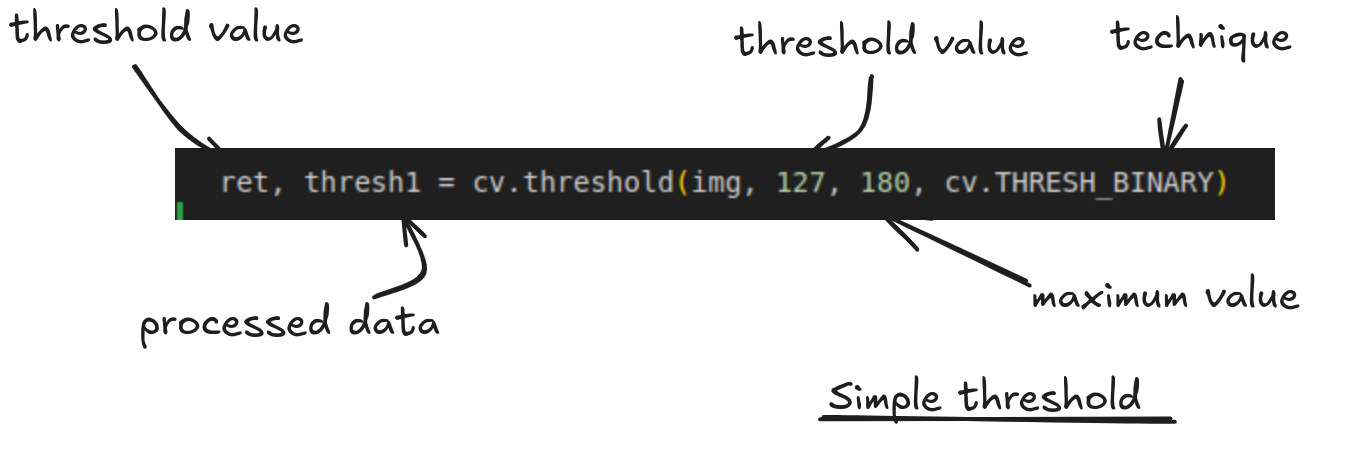 threshold value
threshold value
technique
ret, thresh1 = cv.threshold(img, 127, 180, cv.THRESH_BINARY)
processed data
maximum value
Simple threshold